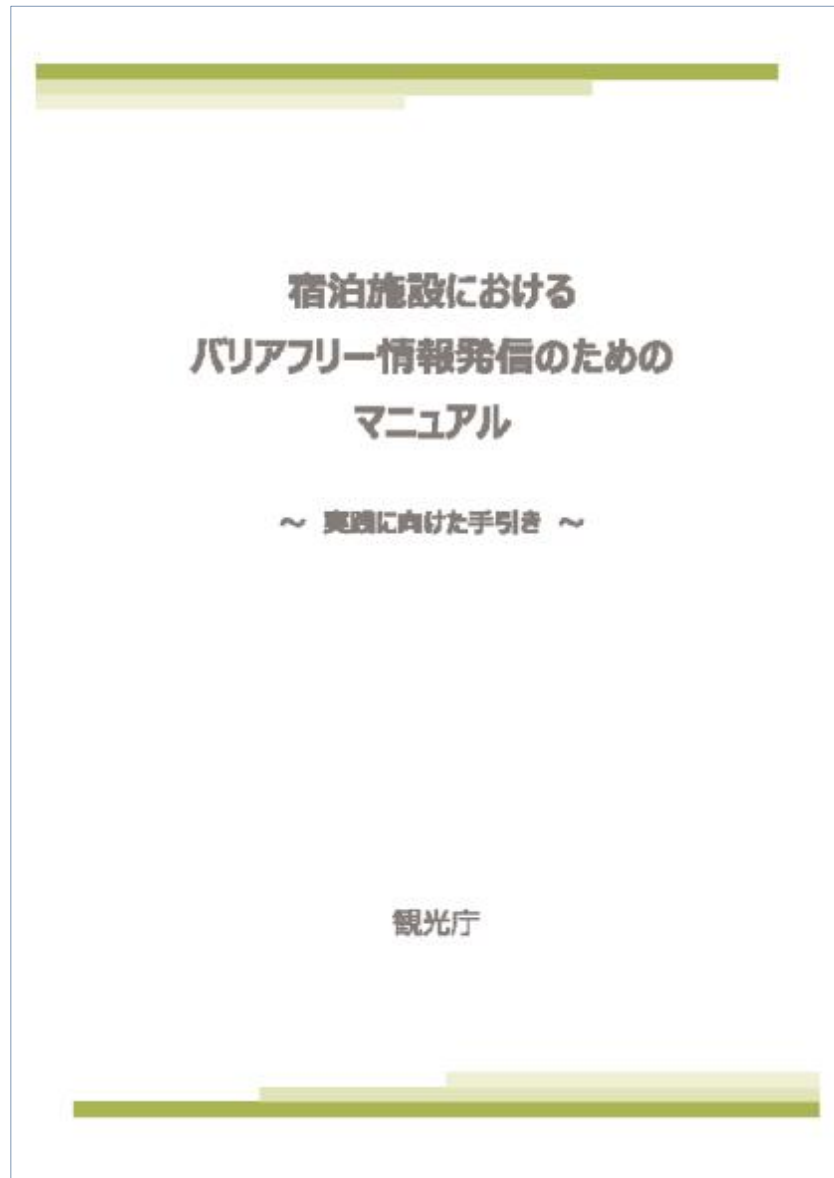 宿泊施設における
バリアフリー情報発信のための
マニュアル
～ 実践に向けた手引き ～
観光庁